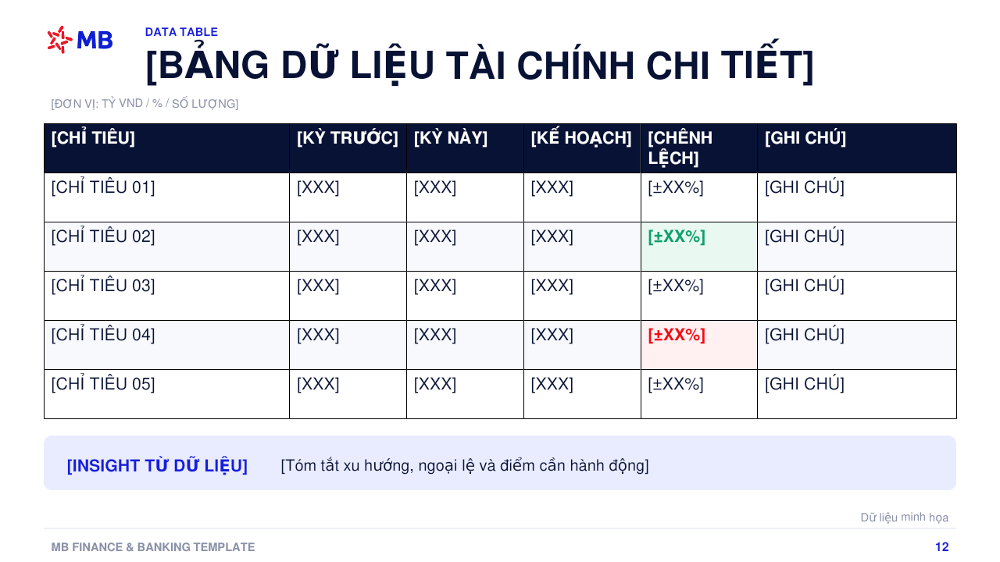 MB
DATA TABLE
[BẢNG DỮ LIỆU TÀI CHÍNH CHI TIẾT]
[ĐƠN VỊ: TỶ VND / % / SỐ LƯỢNG]
[CHỈ TIÊU] [KỲ TRƯỚC] [KỲ NÀY] [KẾ HOẠCH] [CHÊNH LỆCH] [GHI CHÚ]
[CHỈ TIÊU 01] [XXX] [XXX] [XXX] [±XX%] [GHI CHÚ]
[CHỈ TIÊU 02] [XXX] [XXX] [XXX] [±XX%] [GHI CHÚ]
[CHỈ TIÊU 03] [XXX] [XXX] [XXX] [±XX%] [GHI CHÚ]
[CHỈ TIÊU 04] [XXX] [XXX] [XXX] [±XX%] [GHI CHÚ]
[CHỈ TIÊU 05] [XXX] [XXX] [XXX] [±XX%] [GHI CHÚ]
[INSIGHT TỪ DỮ LIỆU] [Tóm tắt xu hướng, ngoại lệ và điểm cần hành động]
Dữ liệu minh họa
MB FINANCE & BANKING TEMPLATE 12